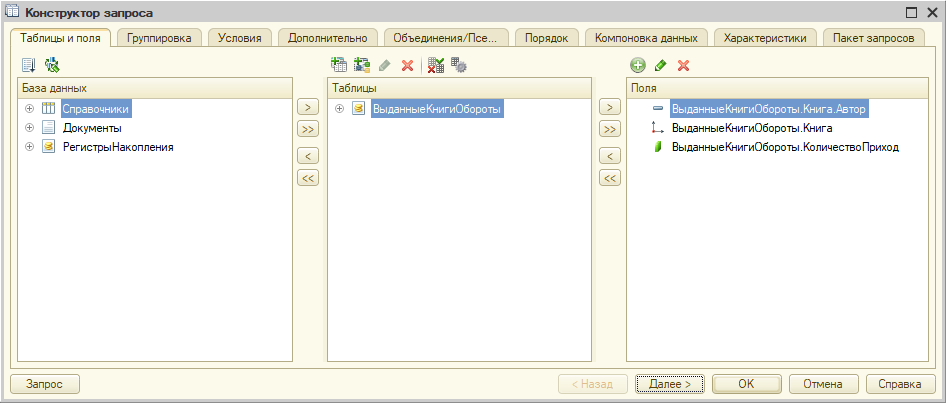 Конструктор запроса
Таблицы и поля Группировка Условия Дополнительно Объединения/Псе... Порядок Компоновка данных Характеристики Пакет запросов
База данных Таблицы Поля
Справочники ВыданныеКнигиОбороты ВыданныеКнигиОбороты.Книга.Автор
Документы ВыданныеКнигиОбороты.Книга
РегистрыНакопления ВыданныеКнигиОбороты.КоличествоПриход
>
>>
<
<<
>
>>
<
<<
Запрос < Назад Далее > OK Отмена Справка